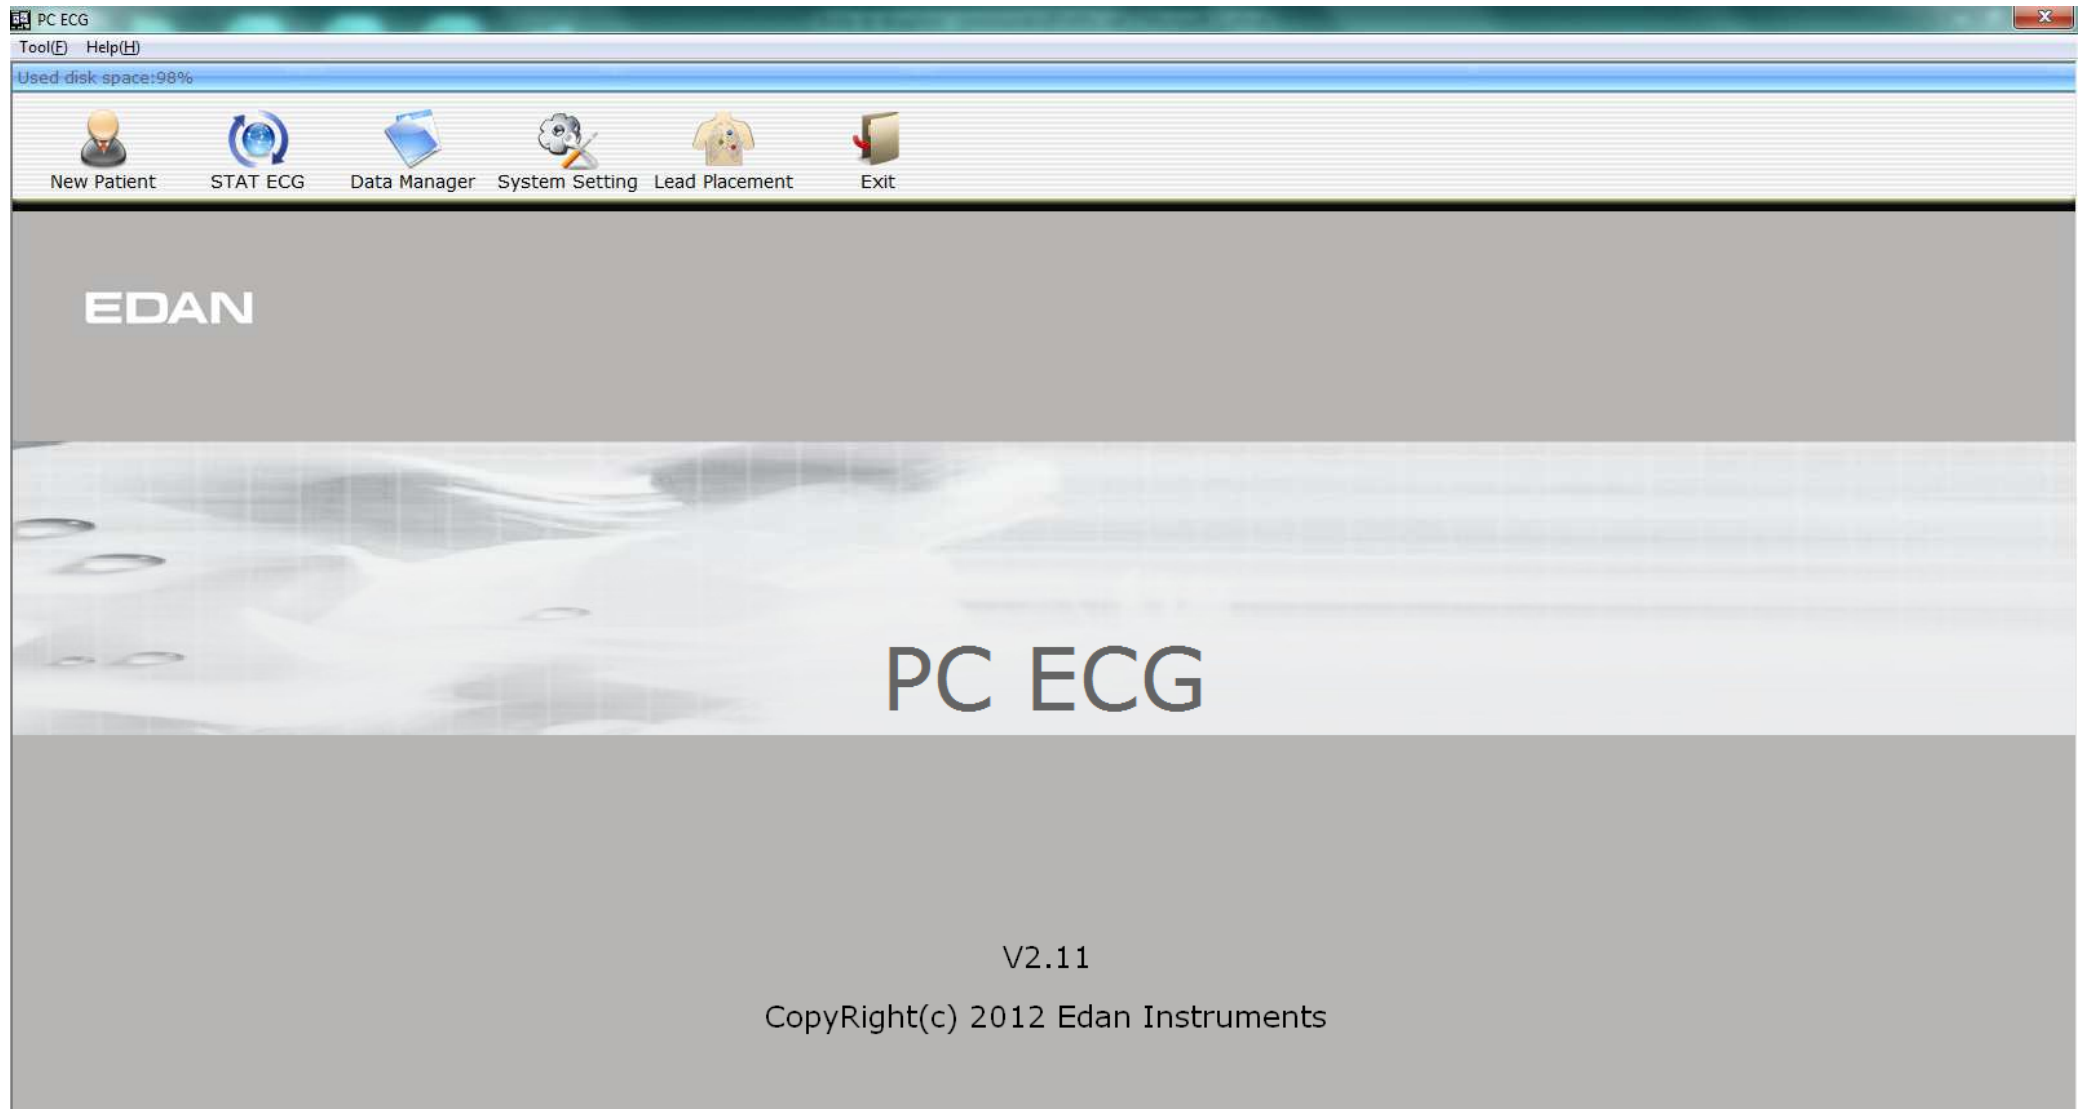 PC ECG
Tool(F) Help(H)
Used disk space:98%
New Patient STAT ECG Data Manager System Setting Lead Placement Exit
EDAN
PC ECG
V2.11
CopyRight(c) 2012 Edan Instruments